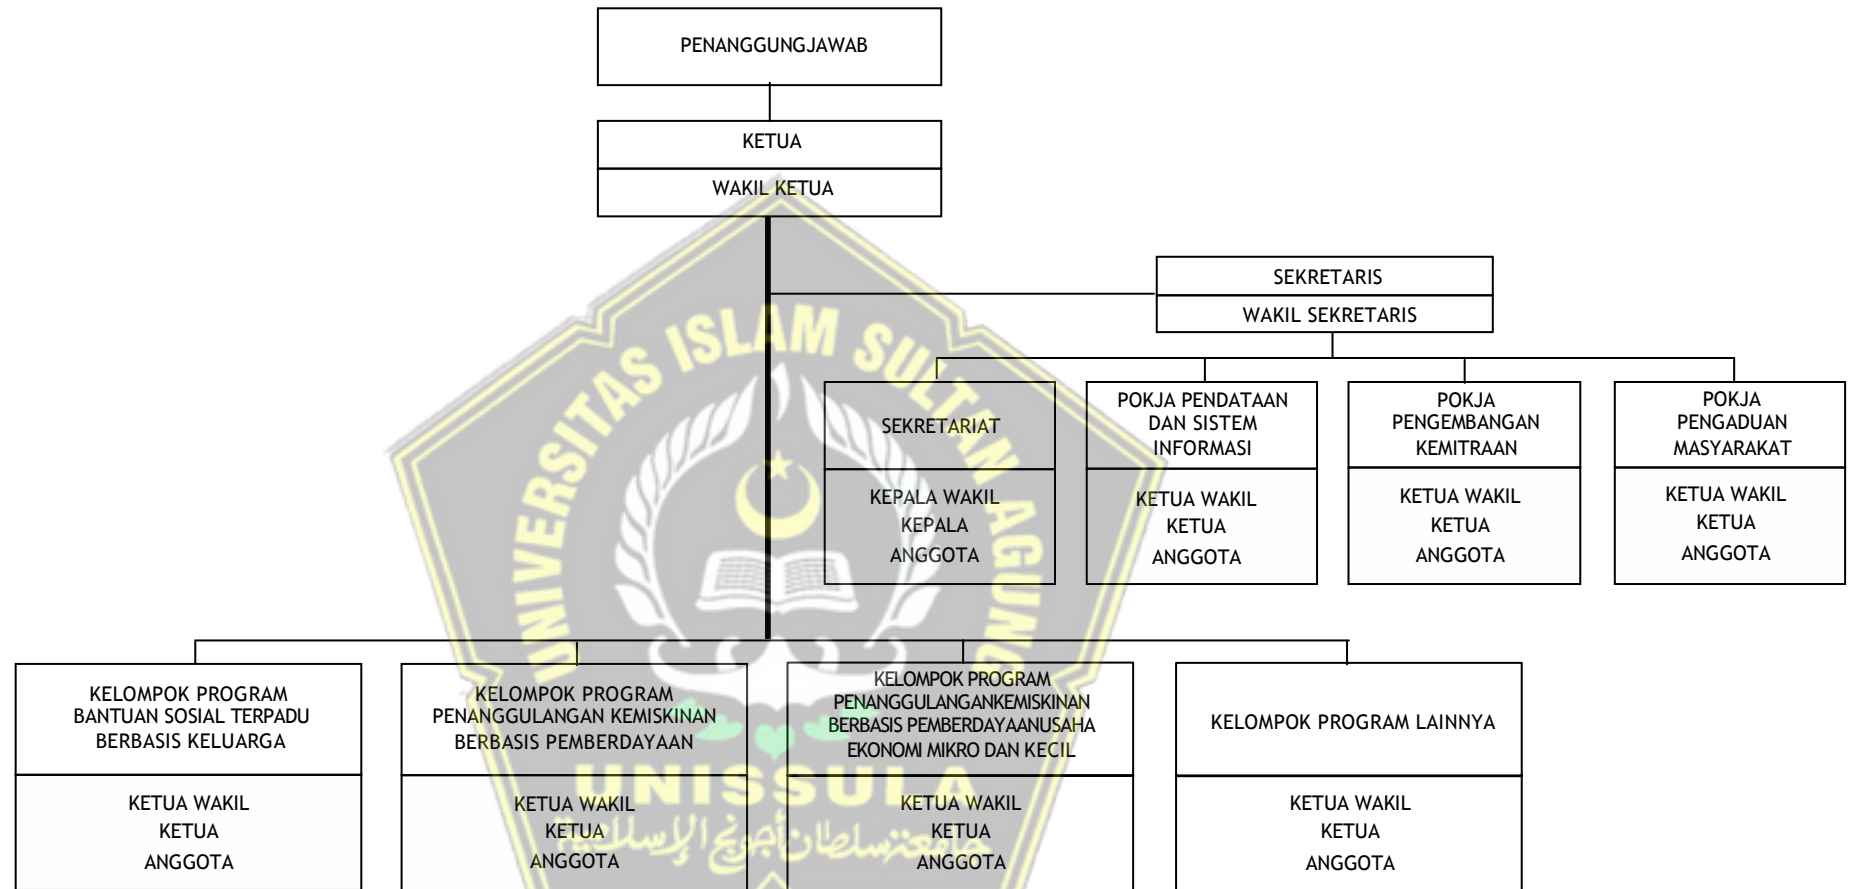 PENANGGUNGJAWAB
KETUA
WAKIL KETUA
SEKRETARIS
WAKIL SEKRETARIS
SEKRETARIAT
KEPALA WAKIL
KEPALA
ANGGOTA
POKJA PENDATAAN
DAN SISTEM
INFORMASI
KETUA WAKIL
KETUA
ANGGOTA
POKJA
PENGEMBANGAN
KEMITRAAN
KETUA WAKIL
KETUA
ANGGOTA
POKJA
PENGADUAN
MASYARAKAT
KETUA WAKIL
KETUA
ANGGOTA
KELOMPOK PROGRAM
BANTUAN SOSIAL TERPADU
BERBASIS KELUARGA
KETUA WAKIL
KETUA
ANGGOTA
KELOMPOK PROGRAM
PENANGGULANGAN KEMISKINAN
BERBASIS PEMBERDAYAAN
KETUA WAKIL
KETUA
ANGGOTA
KELOMPOK PROGRAM
PENANGGULANGANKEMISKINAN
BERBASIS PEMBERDAYAANUSAHA
EKONOMI MIKRO DAN KECIL
KETUA WAKIL
KETUA
ANGGOTA
KELOMPOK PROGRAM LAINNYA
KETUA WAKIL
KETUA
ANGGOTA
UNIVERSITAS ISLAM SULTAN AGUNG
UNISSULA
جامعتسلطان أجونج الإسلامية